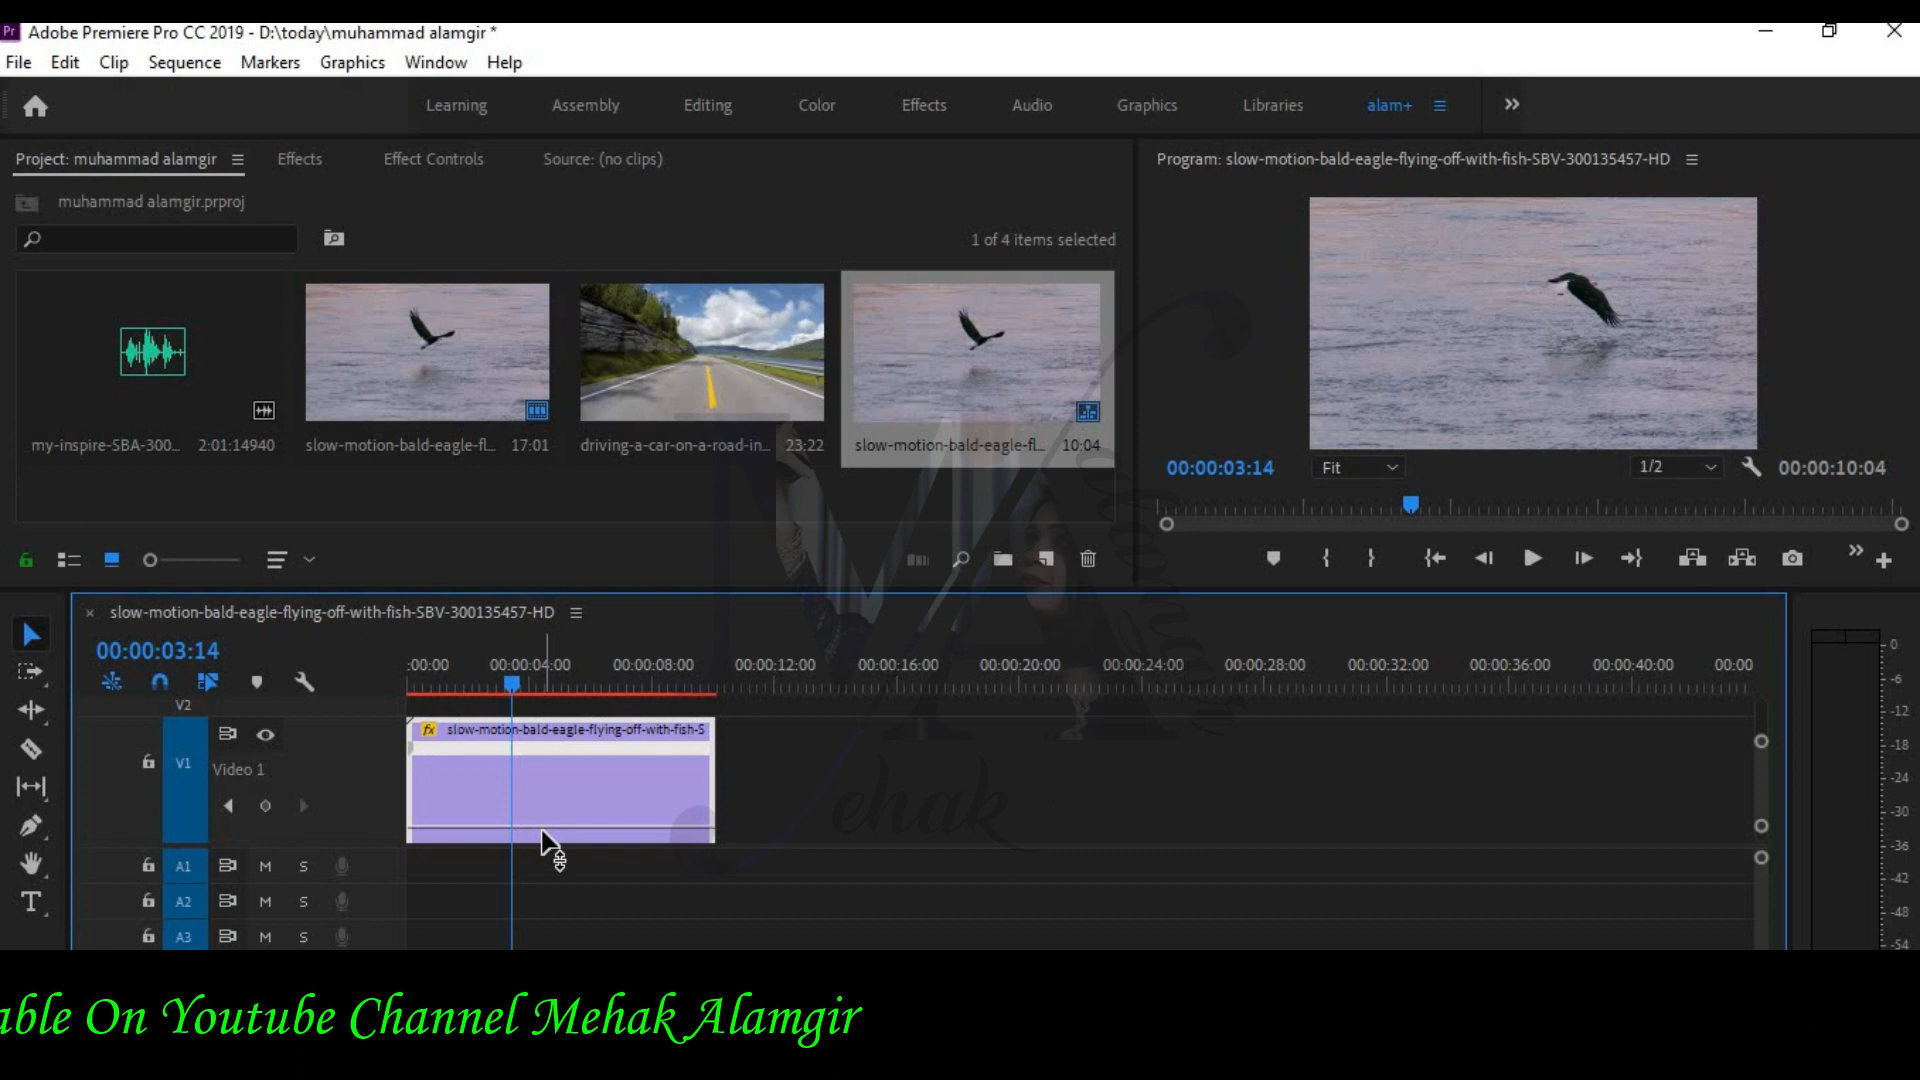 Pr Adobe Premiere Pro CC 2019 - D:\today\muhammad alamgir *
File Edit Clip Sequence Markers Graphics Window Help
Learning Assembly Editing Color Effects Audio Graphics Libraries alam+
Project: muhammad alamgir Effects Effect Controls Source: (no clips)
Program: slow-motion-bald-eagle-flying-off-with-fish-SBV-300135457-HD
muhammad alamgir.prproj
1 of 4 items selected
my-inspire-SBA-300... 2:01:14940
slow-motion-bald-eagle-fl... 17:01
driving-a-car-on-a-road-in... 23:22
slow-motion-bald-eagle-fl... 10:04
00:00:03:14 Fit 1/2 00:00:10:04
slow-motion-bald-eagle-flying-off-with-fish-SBV-300135457-HD
00:00:03:14
:00:00 00:00:04:00 00:00:08:00 00:00:12:00 00:00:16:00 00:00:20:00 00:00:24:00 00:00:28:00 00:00:32:00 00:00:36:00 00:00:40:00 00:00
V2
fx slow-motion-bald-eagle-flying-off-with-fish-S
V1
Video 1
A1 M S
A2 M S
A3 M S
0
-6
-12
-18
-24
-30
-36
-42
-48
-54
MA
ehak
able On Youtube Channel Mehak Alamgir